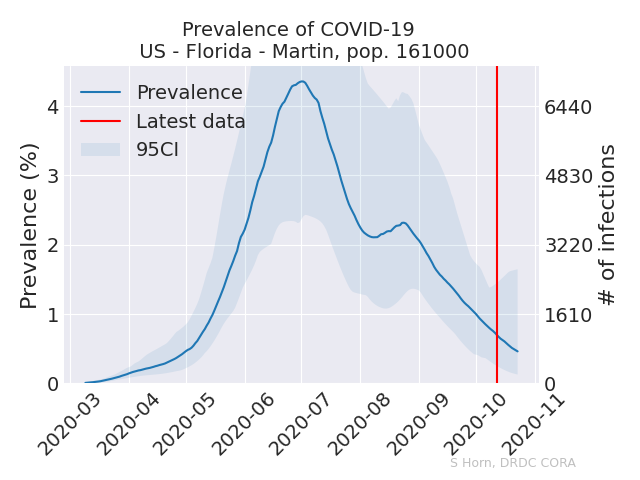 Prevalence of COVID-19
US - Florida - Martin, pop. 161000
Prevalence
Latest data
95CI
Prevalence (%)
4
3
2
1
0
# of infections
6440
4830
3220
1610
0
2020-03
2020-04
2020-05
2020-06
2020-07
2020-08
2020-09
2020-10
2020-11
S Horn, DRDC CORA